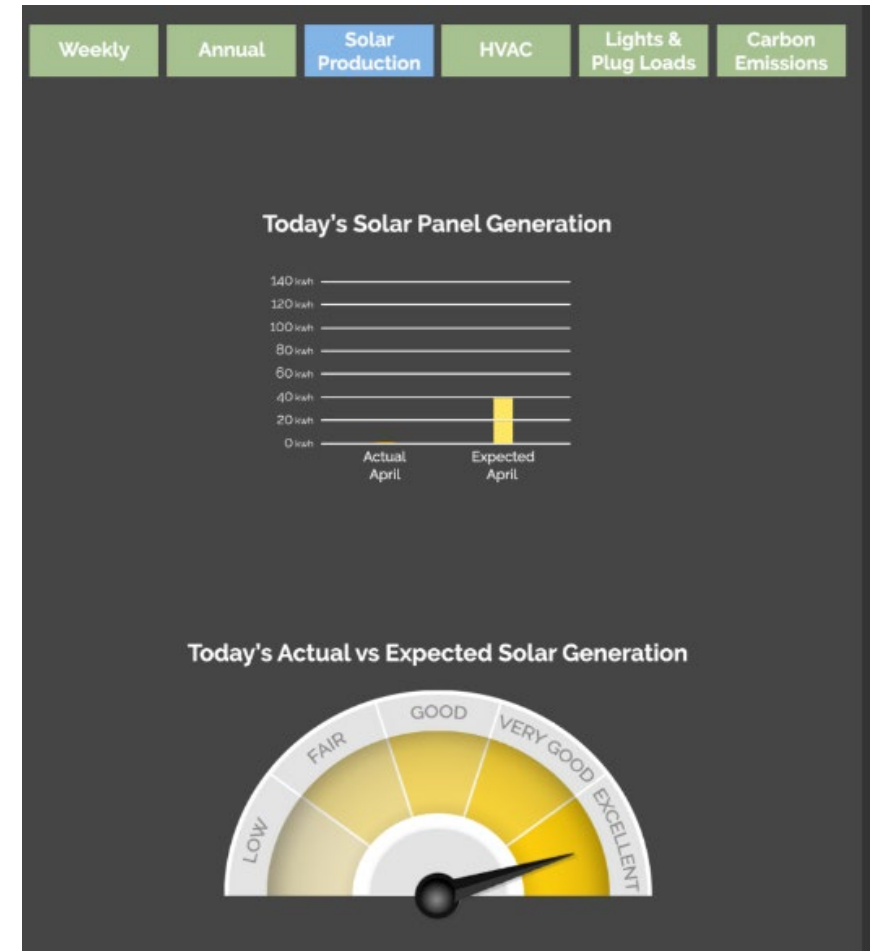 Weekly
Annual
Solar
Production
HVAC
Lights &
Plug Loads
Carbon
Emissions
Today's Solar Panel Generation
140 kwh
120 kwh
100 kwh
80 kwh
60 kwh
40 kwh
20 kwh
0 kwh
Actual
April
Expected
April
Today's Actual vs Expected Solar Generation
LOW
FAIR
GOOD
VERY GOOD
EXCELLENT